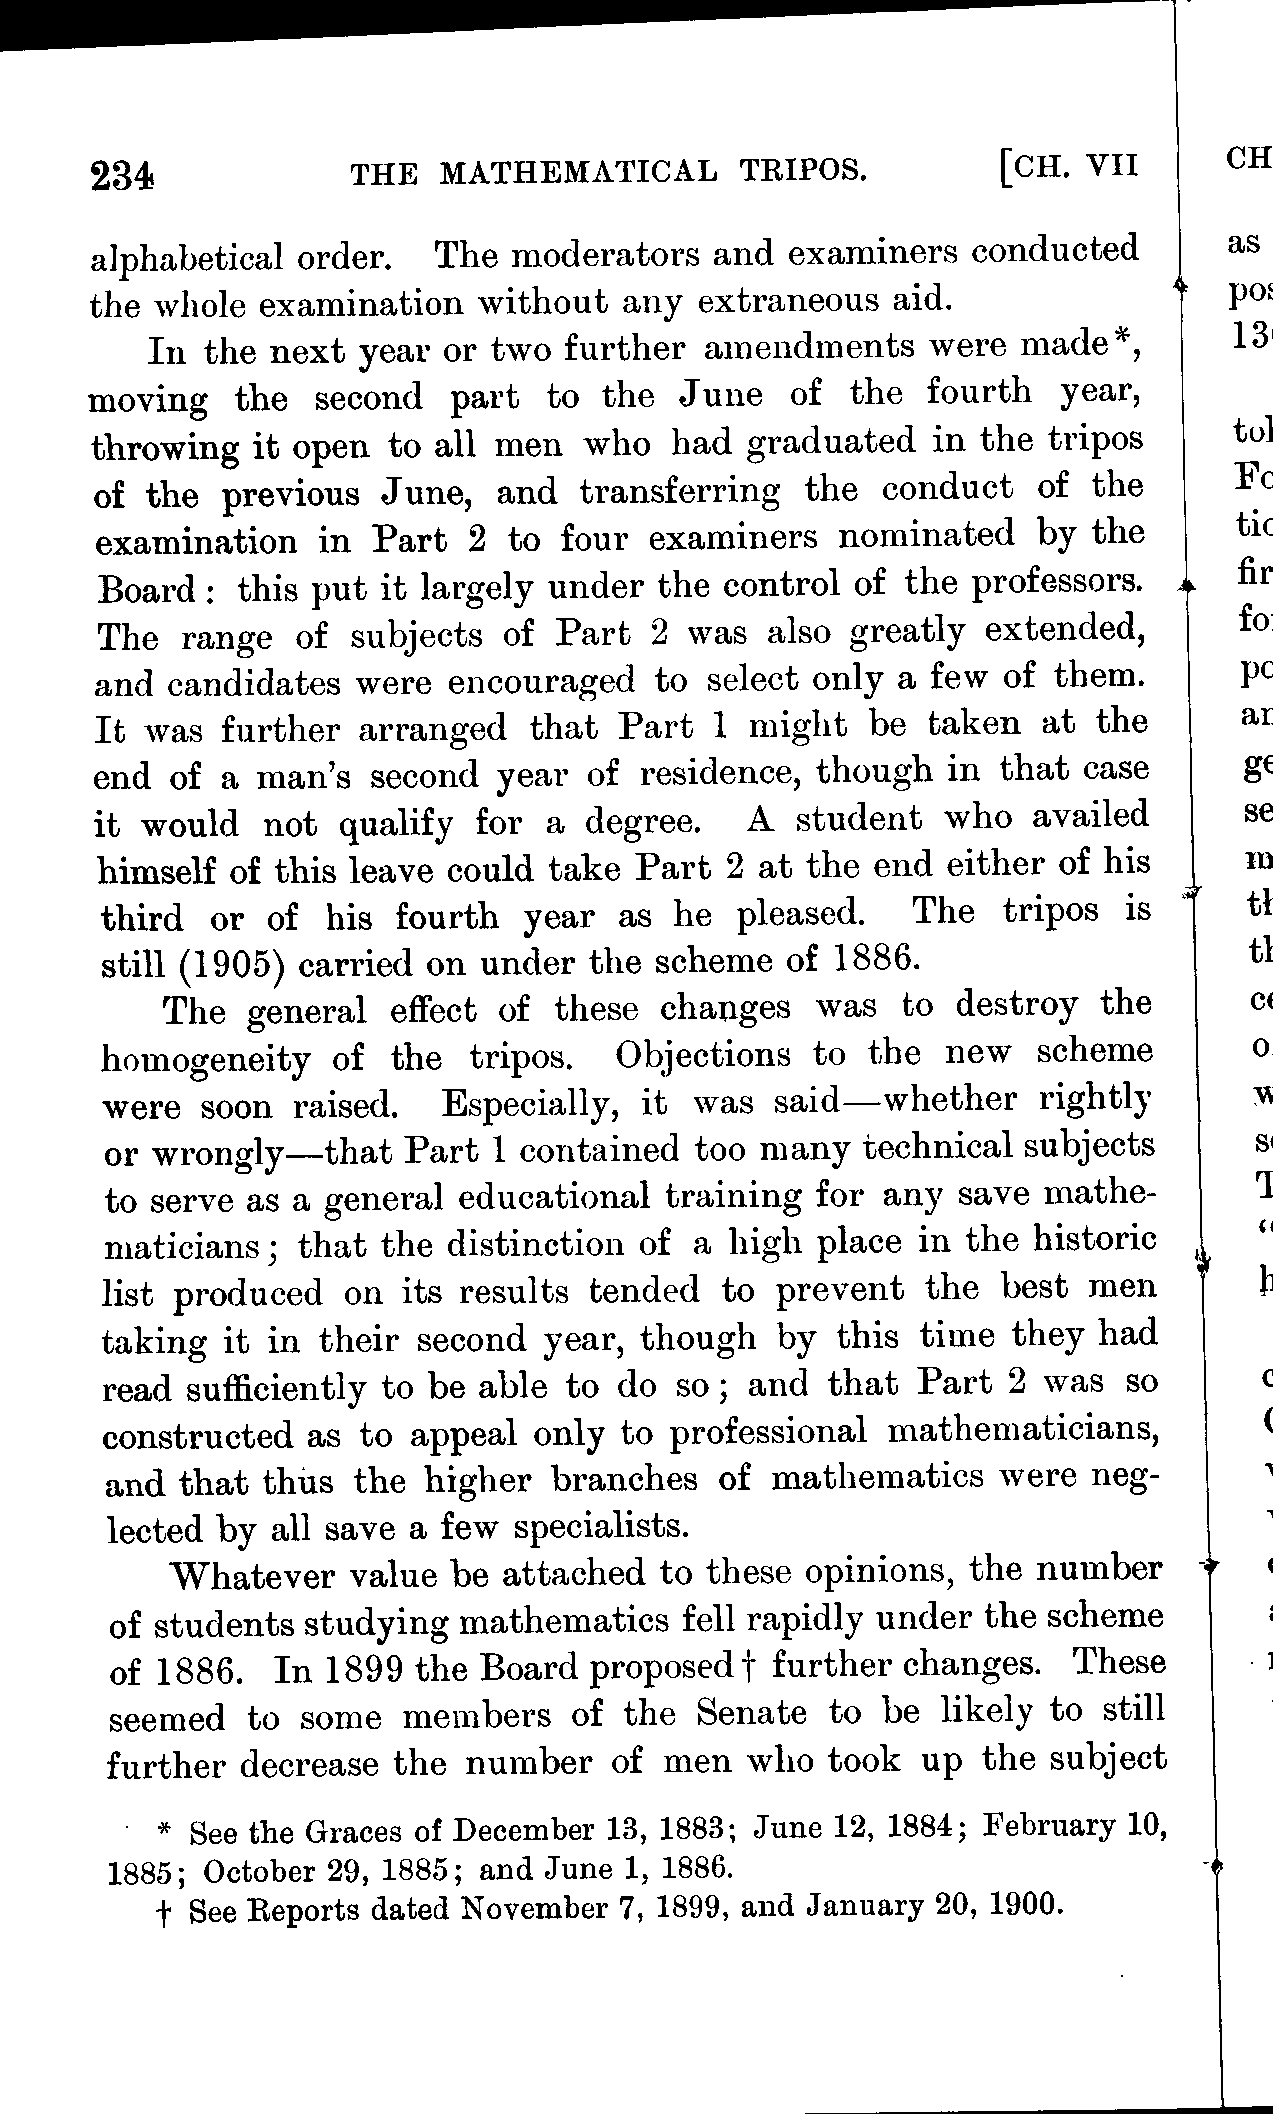 234 THE MATHEMATICAL TRIPOS. [CH. VII
alphabetical order. The moderators and examiners conducted
the whole examination without any extraneous aid.
In the next year or two further amendments were made*,
moving the second part to the June of the fourth year,
throwing it open to all men who had graduated in the tripos
of the previous June, and transferring the conduct of the
examination in Part 2 to four examiners nominated by the
Board: this put it largely under the control of the professors.
The range of subjects of Part 2 was also greatly extended,
and candidates were encouraged to select only a few of them.
It was further arranged that Part 1 might be taken at the
end of a man's second year of residence, though in that case
it would not qualify for a degree. A student who availed
himself of this leave could take Part 2 at the end either of his
third or of his fourth year as he pleased. The tripos is
still (1905) carried on under the scheme of 1886.
The general effect of these changes was to destroy the
homogeneity of the tripos. Objections to the new scheme
were soon raised. Especially, it was said—whether rightly
or wrongly—that Part 1 contained too many technical subjects
to serve as a general educational training for any save mathe-
maticians; that the distinction of a high place in the historic
list produced on its results tended to prevent the best men
taking it in their second year, though by this time they had
read sufficiently to be able to do so; and that Part 2 was so
constructed as to appeal only to professional mathematicians,
and that thus the higher branches of mathematics were neg-
lected by all save a few specialists.
Whatever value be attached to these opinions, the number
of students studying mathematics fell rapidly under the scheme
of 1886. In 1899 the Board proposed† further changes. These
seemed to some members of the Senate to be likely to still
further decrease the number of men who took up the subject
* See the Graces of December 13, 1883; June 12, 1884; February 10,
1885; October 29, 1885; and June 1, 1886.
† See Reports dated November 7, 1899, and January 20, 1900.
CH
as